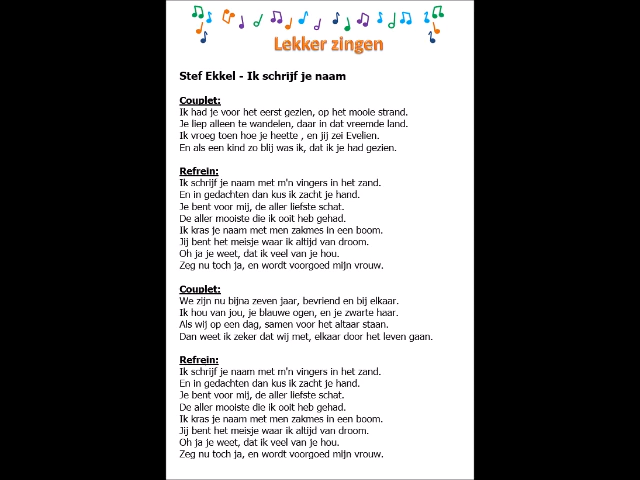 Lekker zingen
Stef Ekkel - Ik schrijf je naam
Couplet:
Ik had je voor het eerst gezien, op het mooie strand.
Je liep alleen te wandelen, daar in dat vreemde land.
Ik vroeg toen hoe je heette , en jij zei Evelien.
En als een kind zo blij was ik, dat ik je had gezien.
Refrein:
Ik schrijf je naam met m'n vingers in het zand.
En in gedachten dan kus ik zacht je hand.
Je bent voor mij, de aller liefste schat.
De aller mooiste die ik ooit heb gehad.
Ik kras je naam met men zakmes in een boom.
Jij bent het meisje waar ik altijd van droom.
Oh ja je weet, dat ik veel van je hou.
Zeg nu toch ja, en wordt voorgoed mijn vrouw.
Couplet:
We zijn nu bijna zeven jaar, bevriend en bij elkaar.
Ik hou van jou, je blauwe ogen, en je zwarte haar.
Als wij op een dag, samen voor het altaar staan.
Dan weet ik zeker dat wij met, elkaar door het leven gaan.
Refrein:
Ik schrijf je naam met m'n vingers in het zand.
En in gedachten dan kus ik zacht je hand.
Je bent voor mij, de aller liefste schat.
De aller mooiste die ik ooit heb gehad.
Ik kras je naam met men zakmes in een boom.
Jij bent het meisje waar ik altijd van droom.
Oh ja je weet, dat ik veel van je hou.
Zeg nu toch ja, en wordt voorgoed mijn vrouw.